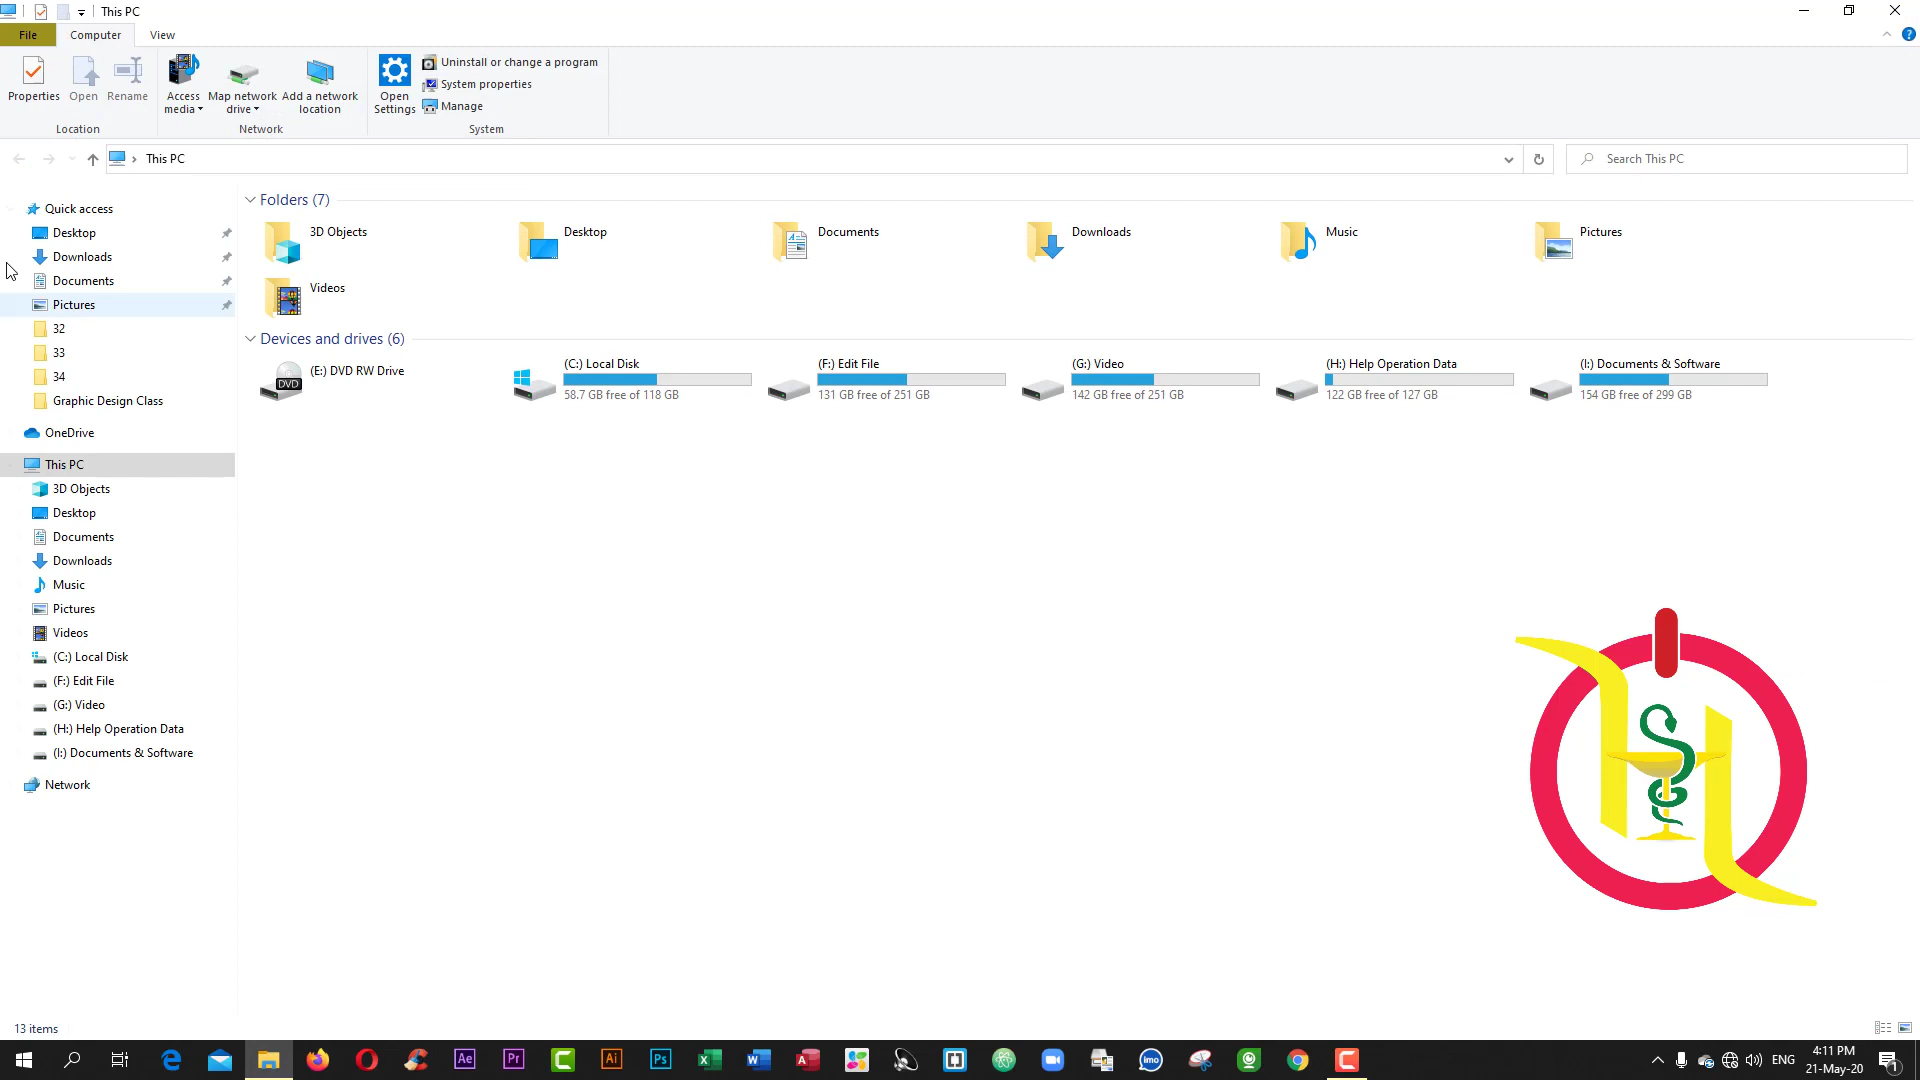 This PC
File
Computer
View
Properties
Open
Rename
Access media
Map network drive
Add a network location
Open Settings
Uninstall or change a program
System properties
Manage
Location
Network
System
This PC
Search This PC
Quick access
Desktop
Downloads
Documents
Pictures
32
33
34
Graphic Design Class
OneDrive
This PC
3D Objects
Desktop
Documents
Downloads
Music
Pictures
Videos
(C:) Local Disk
(F:) Edit File
(G:) Video
(H:) Help Operation Data
(I:) Documents & Software
Network
Folders (7)
3D Objects
Desktop
Documents
Downloads
Music
Pictures
Videos
Devices and drives (6)
DVD
(E:) DVD RW Drive
(C:) Local Disk
58.7 GB free of 118 GB
(F:) Edit File
131 GB free of 251 GB
(G:) Video
142 GB free of 251 GB
(H:) Help Operation Data
122 GB free of 127 GB
(I:) Documents & Software
154 GB free of 299 GB
13 items
Ae
Pr
Ai
Ps
imo
ENG
4:11 PM
21-May-20
1